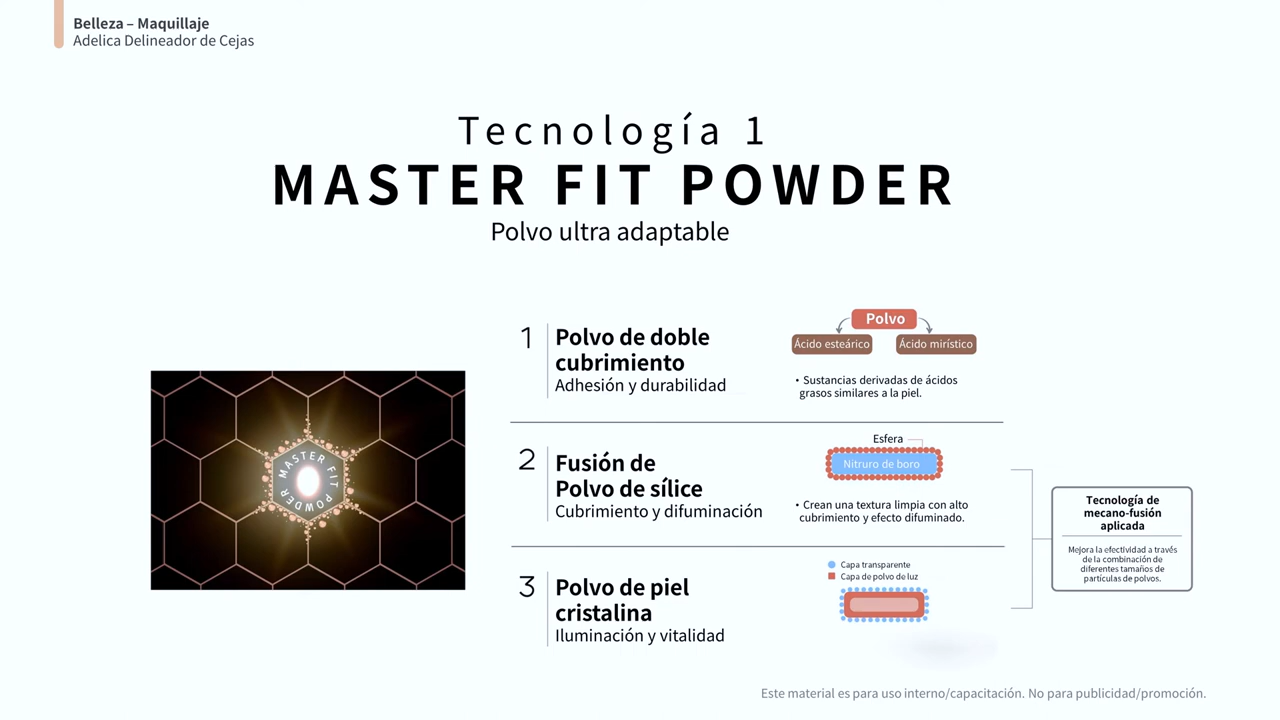 Belleza – Maquillaje
Adelica Delineador de Cejas
Tecnología 1
MASTER FIT POWDER
Polvo ultra adaptable
MASTER FIT POWDER
1
Polvo de doble
cubrimiento
Adhesión y durabilidad
Polvo
Ácido esteárico
Ácido mirístico
• Sustancias derivadas de ácidos
grasos similares a la piel.
2
Fusión de
Polvo de sílice
Cubrimiento y difuminación
Esfera
Nitruro de boro
• Crean una textura limpia con alto
cubrimiento y efecto difuminado.
3
Polvo de piel
cristalina
Iluminación y vitalidad
Capa transparente
Capa de polvo de luz
Tecnología de
mecano-fusión
aplicada
Mejora la efectividad a través
de la combinación de
diferentes tamaños de
partículas de polvos.
Este material es para uso interno/capacitación. No para publicidad/promoción.